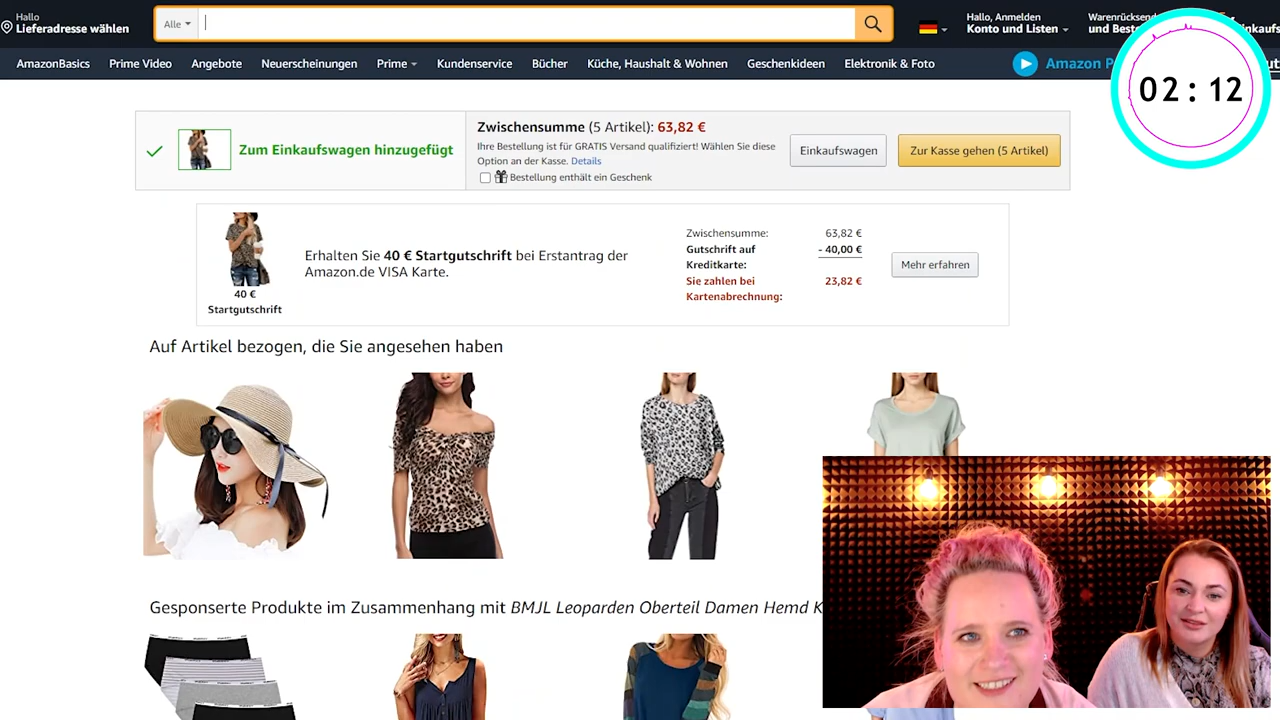 Hallo
Lieferadresse wählen
Alle
Hallo, Anmelden
Konto und Listen
Warenrücksend
und Best
inkaufs
AmazonBasics
Prime Video
Angebote
Neuerscheinungen
Prime
Kundenservice
Bücher
Küche, Haushalt & Wohnen
Geschenkideen
Elektronik & Foto
Amazon P
ut
02:12
Zum Einkaufswagen hinzugefügt
Zwischensumme (5 Artikel): 63,82 €
Ihre Bestellung ist für GRATIS Versand qualifiziert! Wählen Sie diese
Option an der Kasse. Details
Bestellung enthält ein Geschenk
Einkaufswagen
Zur Kasse gehen (5 Artikel)
40 €
Startgutschrift
Erhalten Sie 40 € Startgutschrift bei Erstantrag der
Amazon.de VISA Karte.
Zwischensumme: 63,82 €
Gutschrift auf - 40,00 €
Kreditkarte:
Sie zahlen bei 23,82 €
Kartenabrechnung:
Mehr erfahren
Auf Artikel bezogen, die Sie angesehen haben
Gesponserte Produkte im Zusammenhang mit BMJL Leoparden Oberteil Damen Hemd K